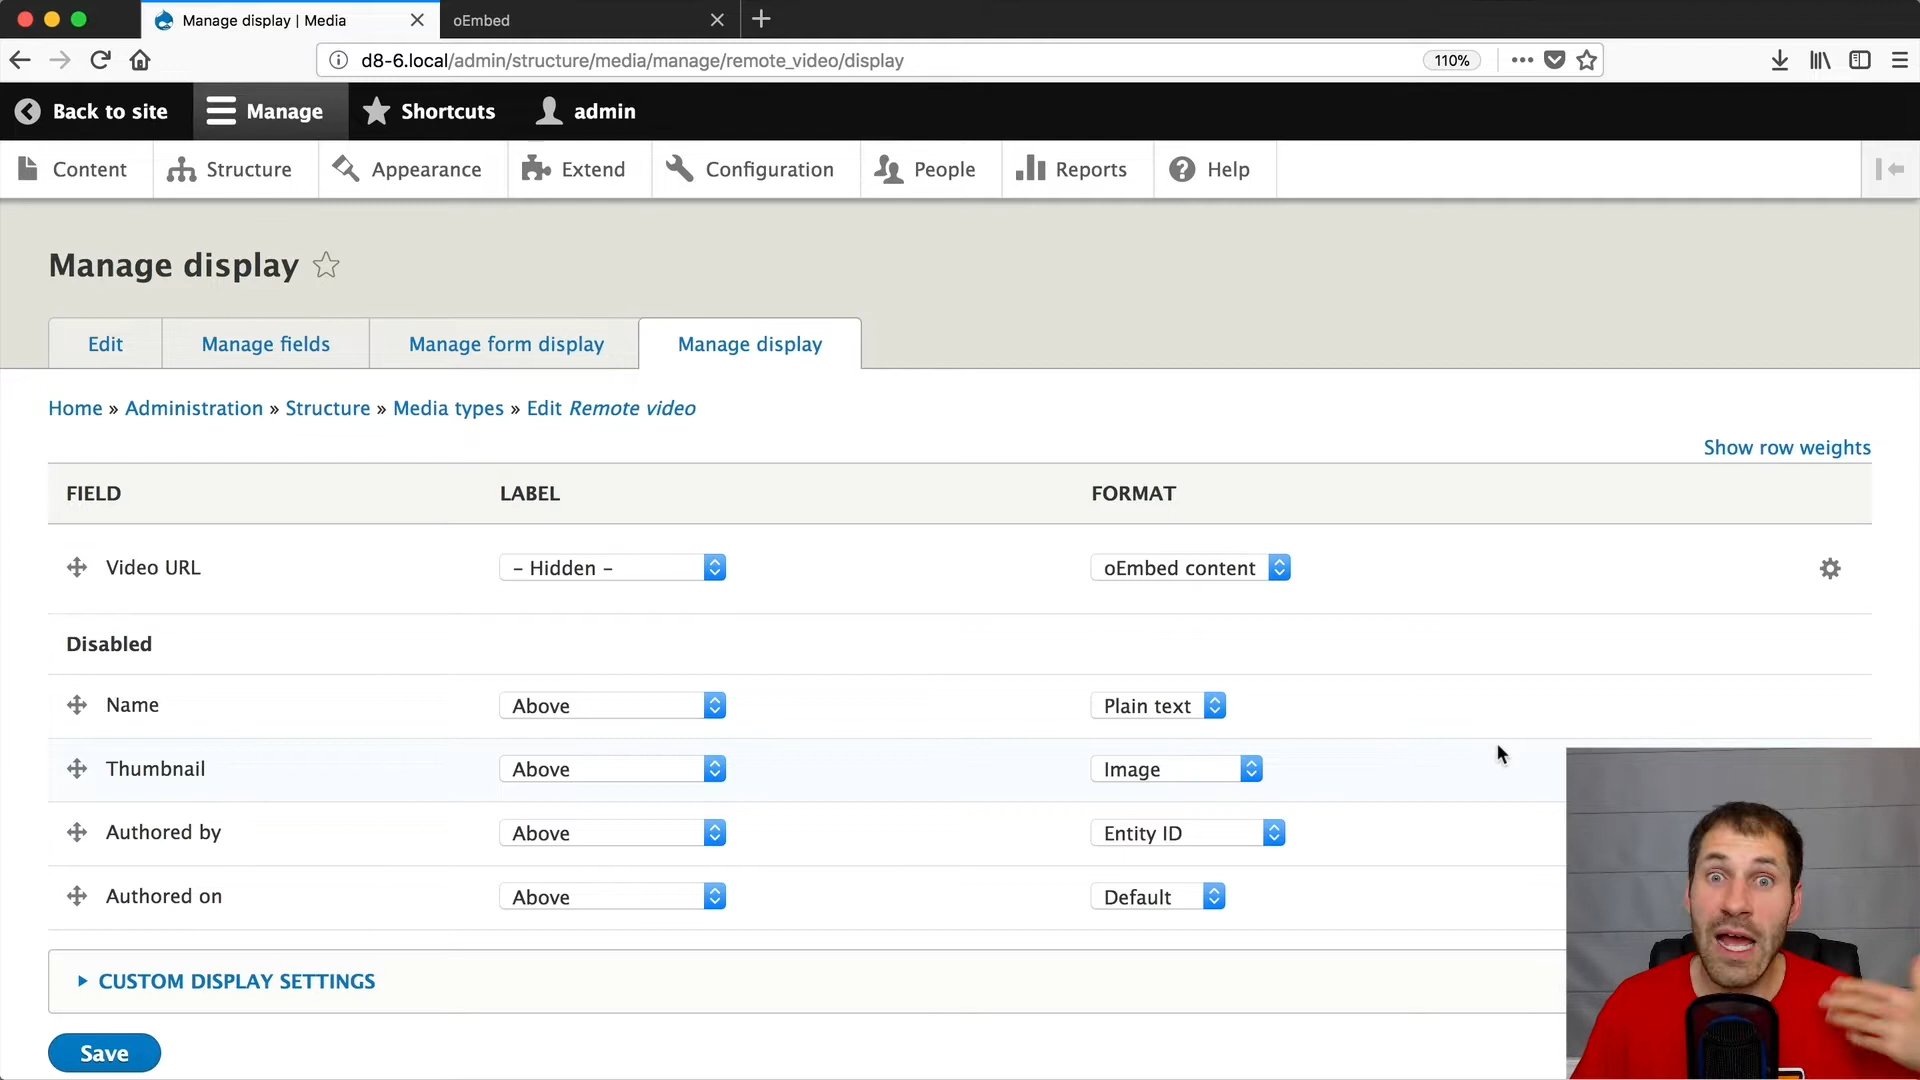 Manage display | Media
oEmbed
d8-6.local/admin/structure/media/manage/remote_video/display
110%
Back to site
Manage
Shortcuts
admin
Content
Structure
Appearance
Extend
Configuration
People
Reports
Help
Manage display
Edit
Manage fields
Manage form display
Manage display
Home » Administration » Structure » Media types » Edit Remote video
Show row weights
FIELD LABEL FORMAT
Video URL - Hidden - oEmbed content
Disabled
Name Above Plain text
Thumbnail Above Image
Authored by Above Entity ID
Authored on Above Default
CUSTOM DISPLAY SETTINGS
Save